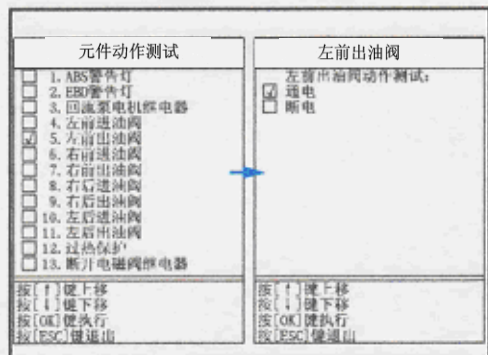 元件动作测试
1. ABS警告灯
2. EBD警告灯
3. 回流泵电机继电器
4. 左前进油阀
5. 左前出油阀
6. 右前进油阀
7. 右前出油阀
8. 右后进油阀
9. 右后出油阀
10. 左后进油阀
11. 左后出油阀
12. 过热保护
13. 断开电磁阀继电器
按[↑]键上移
按[↓]键下移
按[OK]键执行
按[ESC]键退出
左前出油阀
左前出油阀动作测试:
通电
断电
按[↑]键上移
按[↓]键下移
按[OK]键执行
按[ESC]键退出